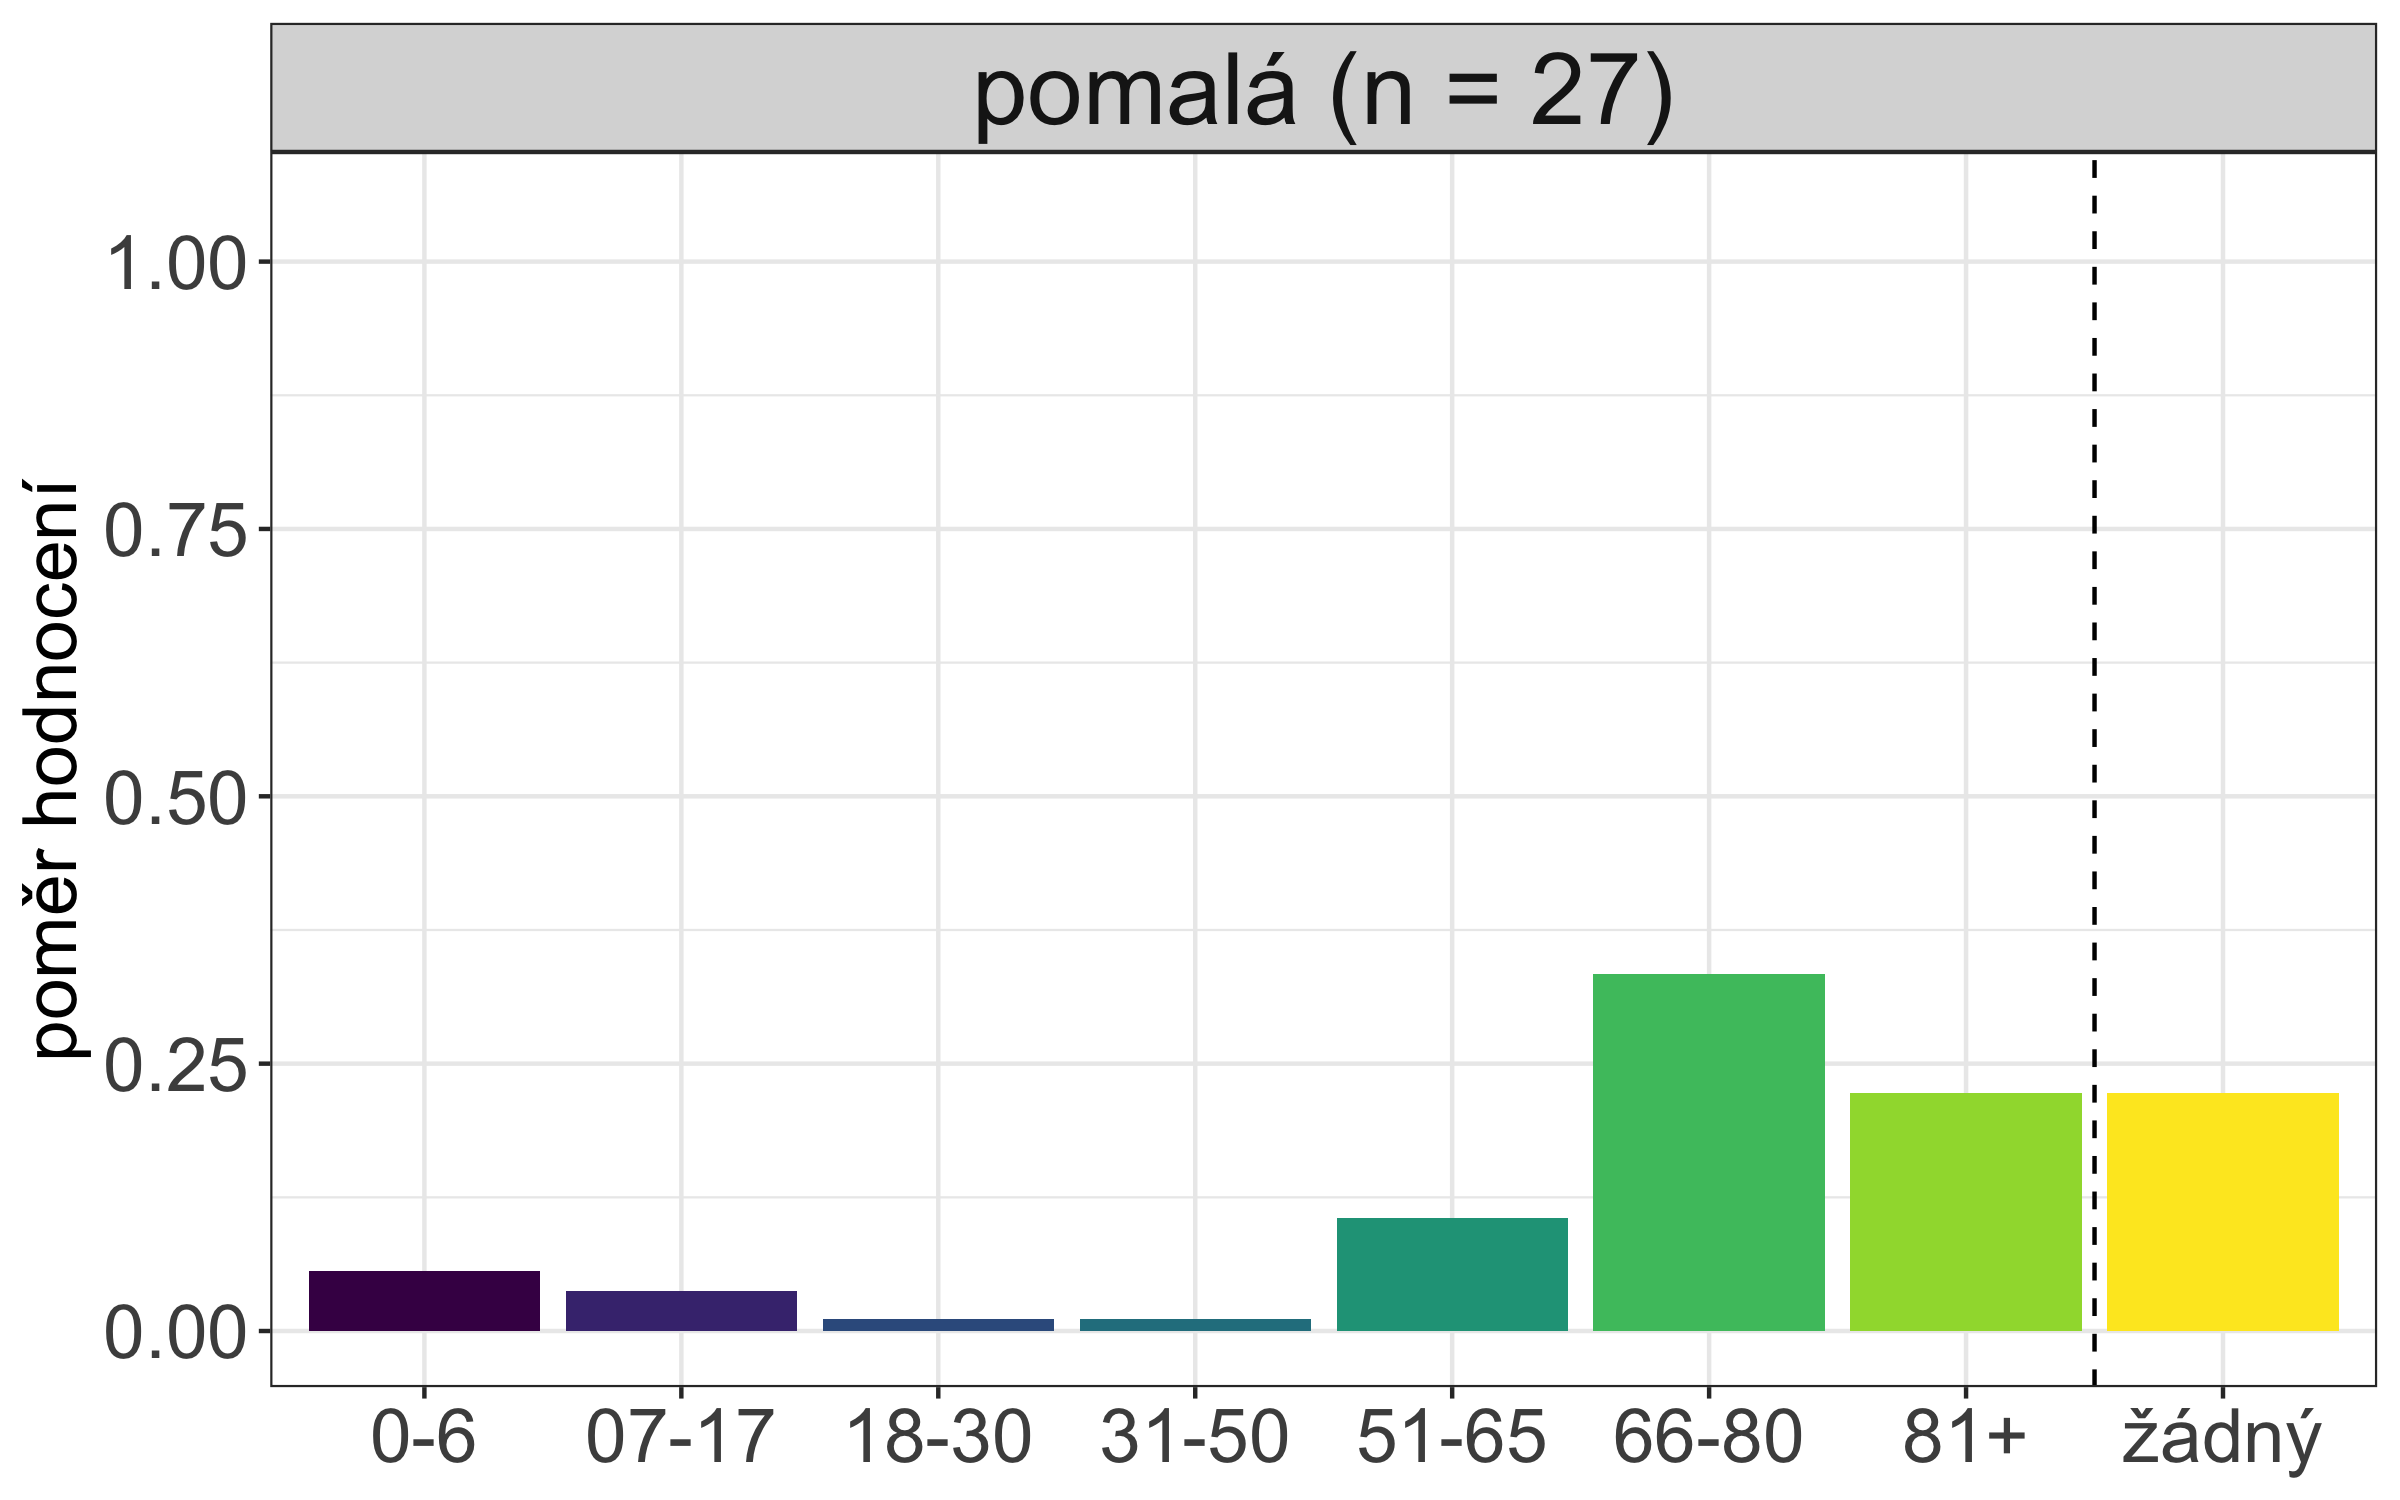 pomalá (n = 27)
poměr hodnocení
1.00
0.75
0.50
0.25
0.00
0-6 07-17 18-30 31-50 51-65 66-80 81+ žádný